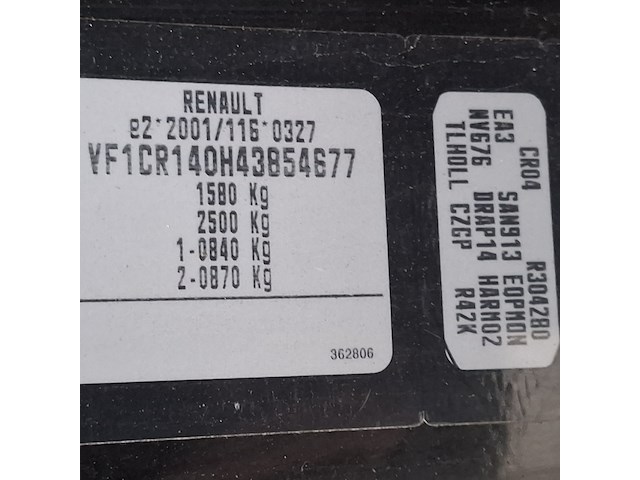 RENAULT
e2*2001/116*0327
VF1CR140H43854677
1580 Kg
2500 Kg
1-0840 Kg
2-0870 Kg
362806
CR04 R304280
EA3 SAN913 EQPMON
NV676 DRAP14 HARM02
TLHDLL CZGP R42K